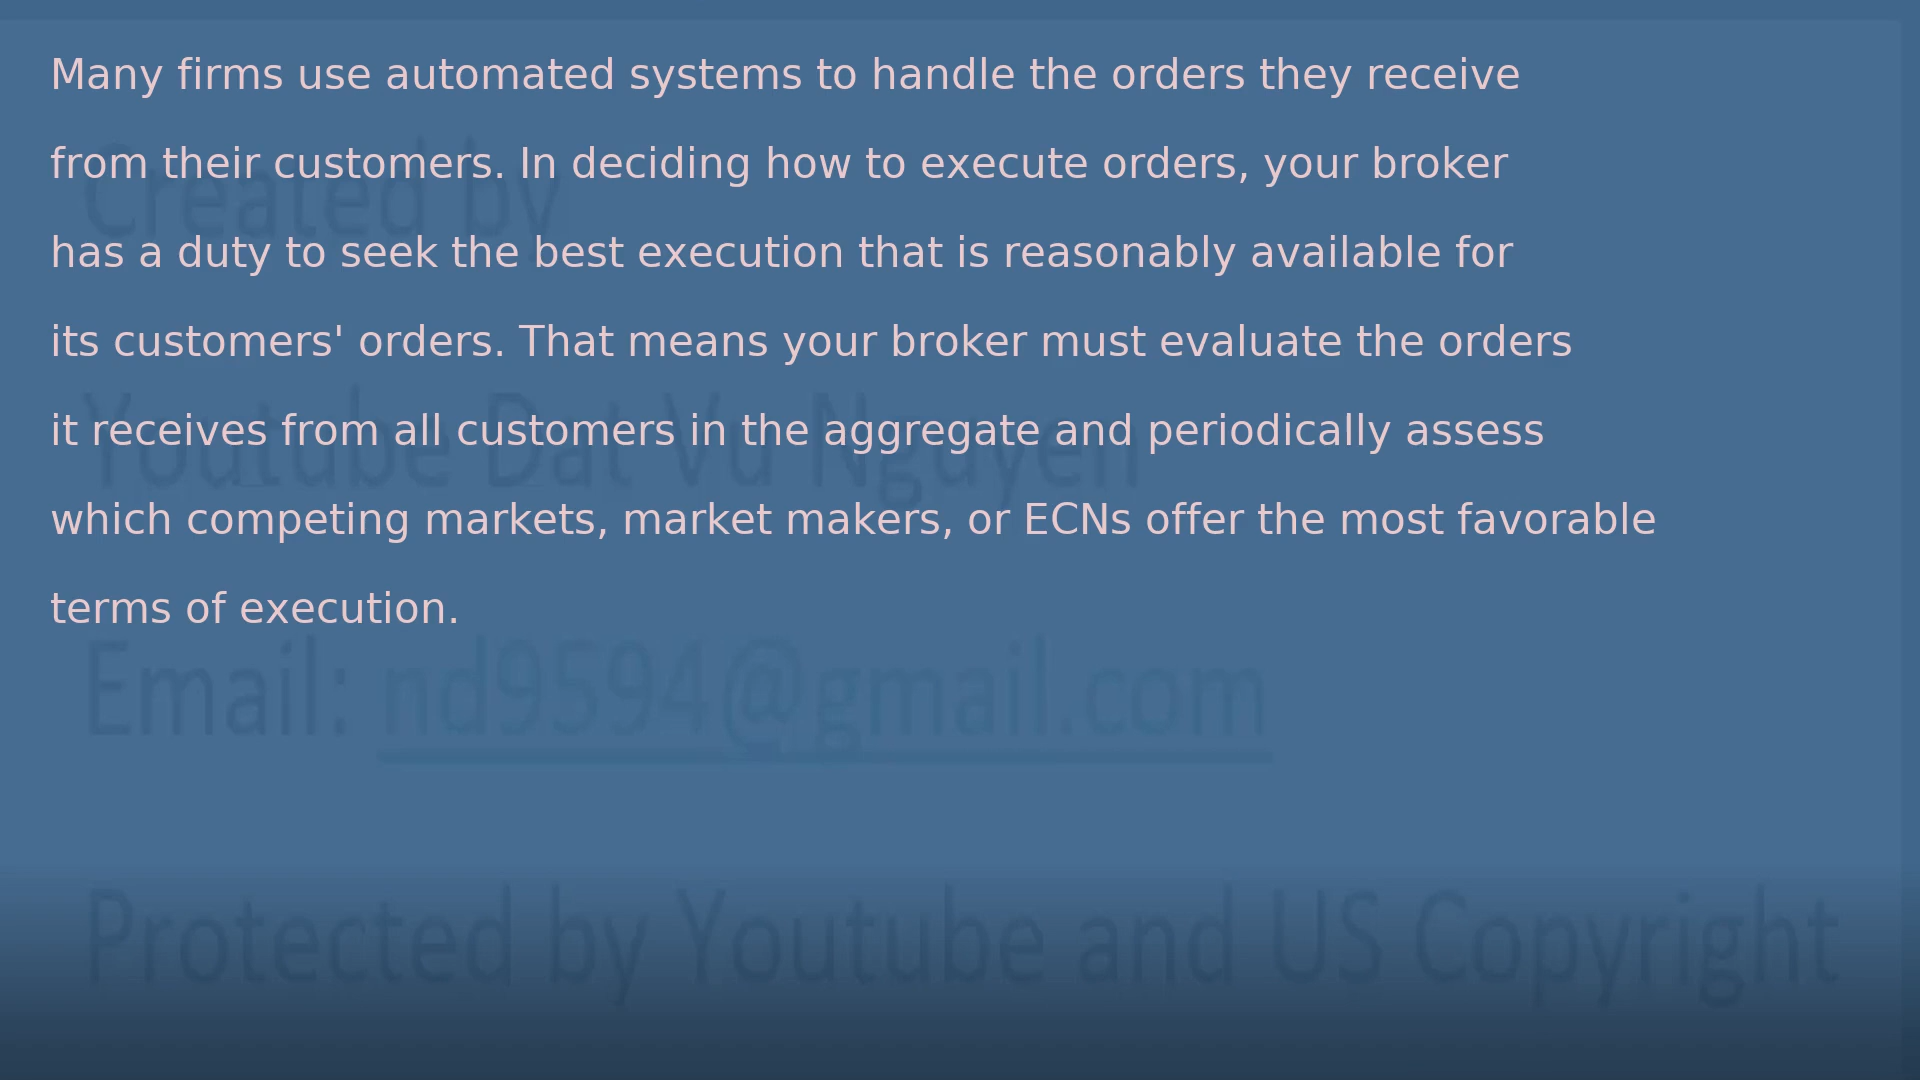 Many firms use automated systems to handle the orders they receive
from their customers. In deciding how to execute orders, your broker
has a duty to seek the best execution that is reasonably available for
its customers' orders. That means your broker must evaluate the orders
it receives from all customers in the aggregate and periodically assess
which competing markets, market makers, or ECNs offer the most favorable
terms of execution.
Created by
Youtube Dat Vu Nguyen
Email: nd9594@gmail.com
Protected by Youtube and US Copyright